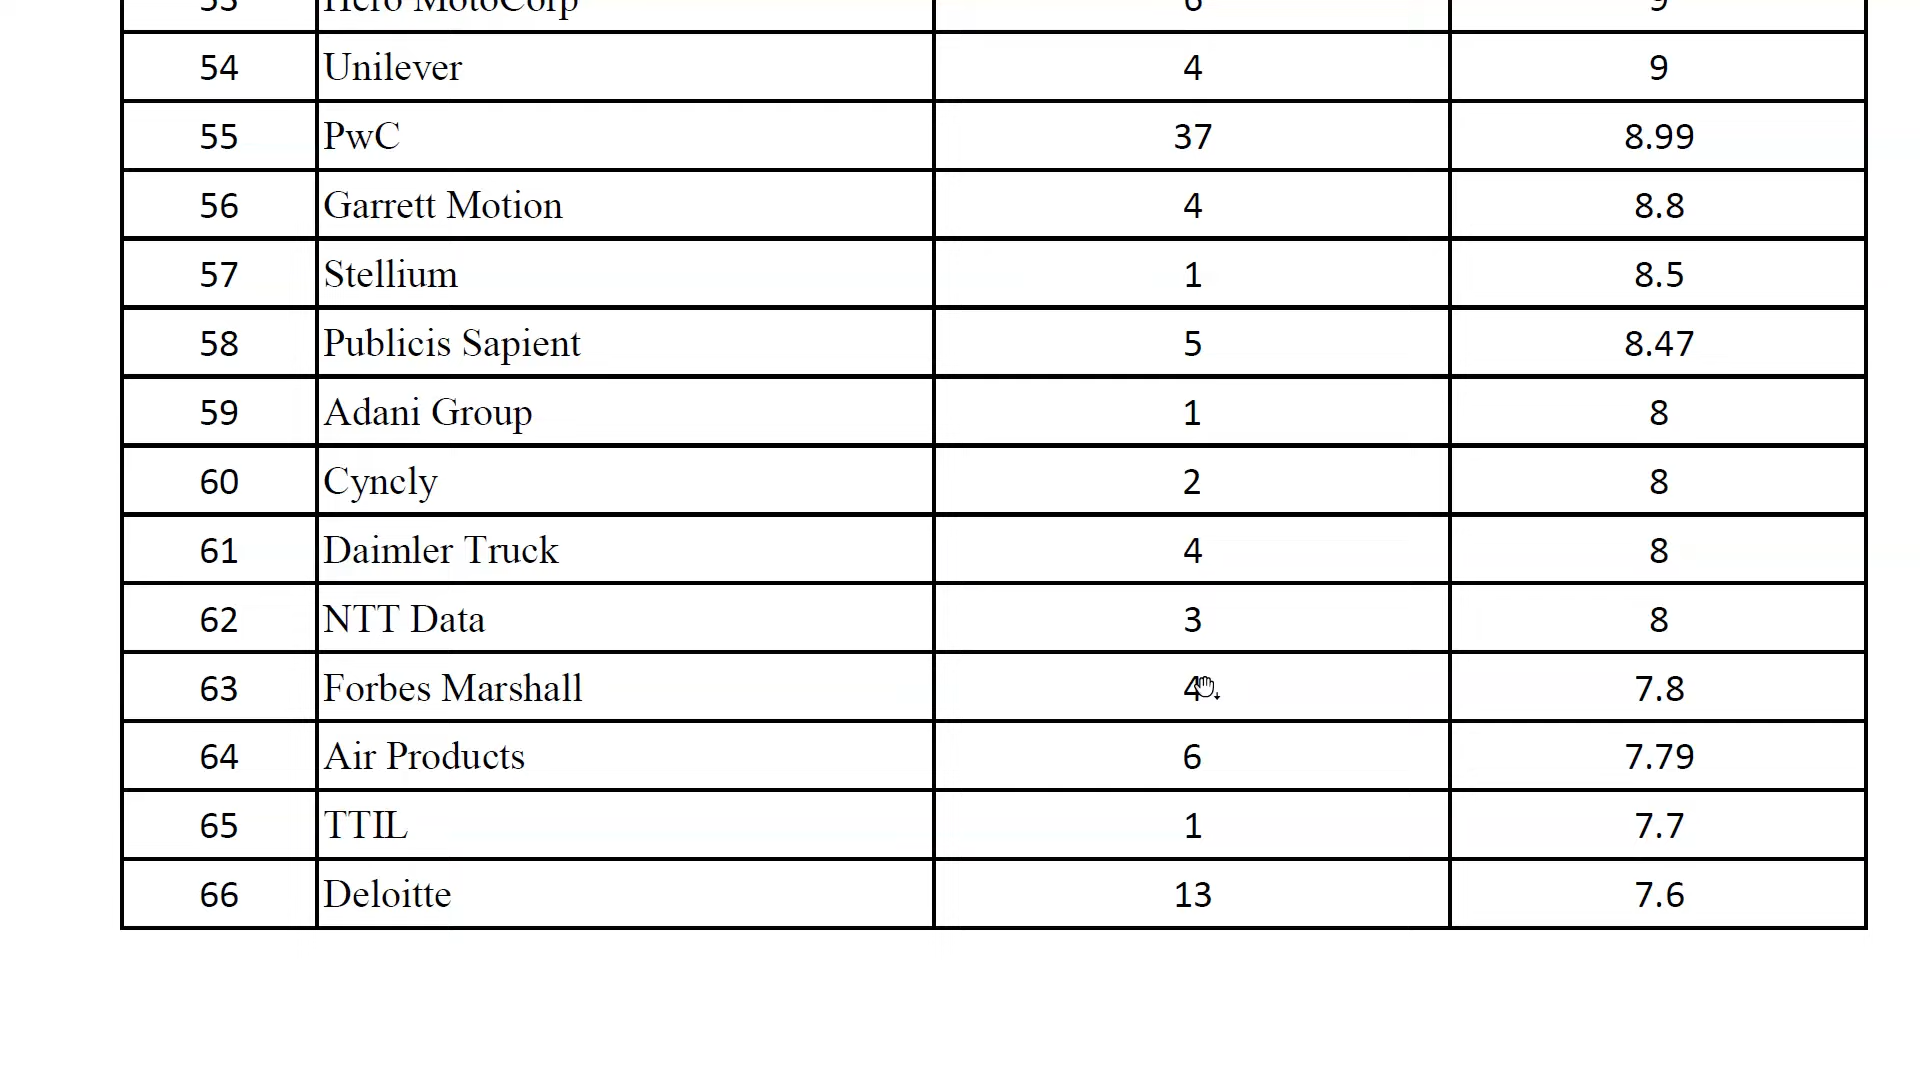 53 Hero MotoCorp 6 9
54 Unilever 4 9
55 PwC 37 8.99
56 Garrett Motion 4 8.8
57 Stellium 1 8.5
58 Publicis Sapient 5 8.47
59 Adani Group 1 8
60 Cyncly 2 8
61 Daimler Truck 4 8
62 NTT Data 3 8
63 Forbes Marshall 4 7.8
64 Air Products 6 7.79
65 TTIL 1 7.7
66 Deloitte 13 7.6